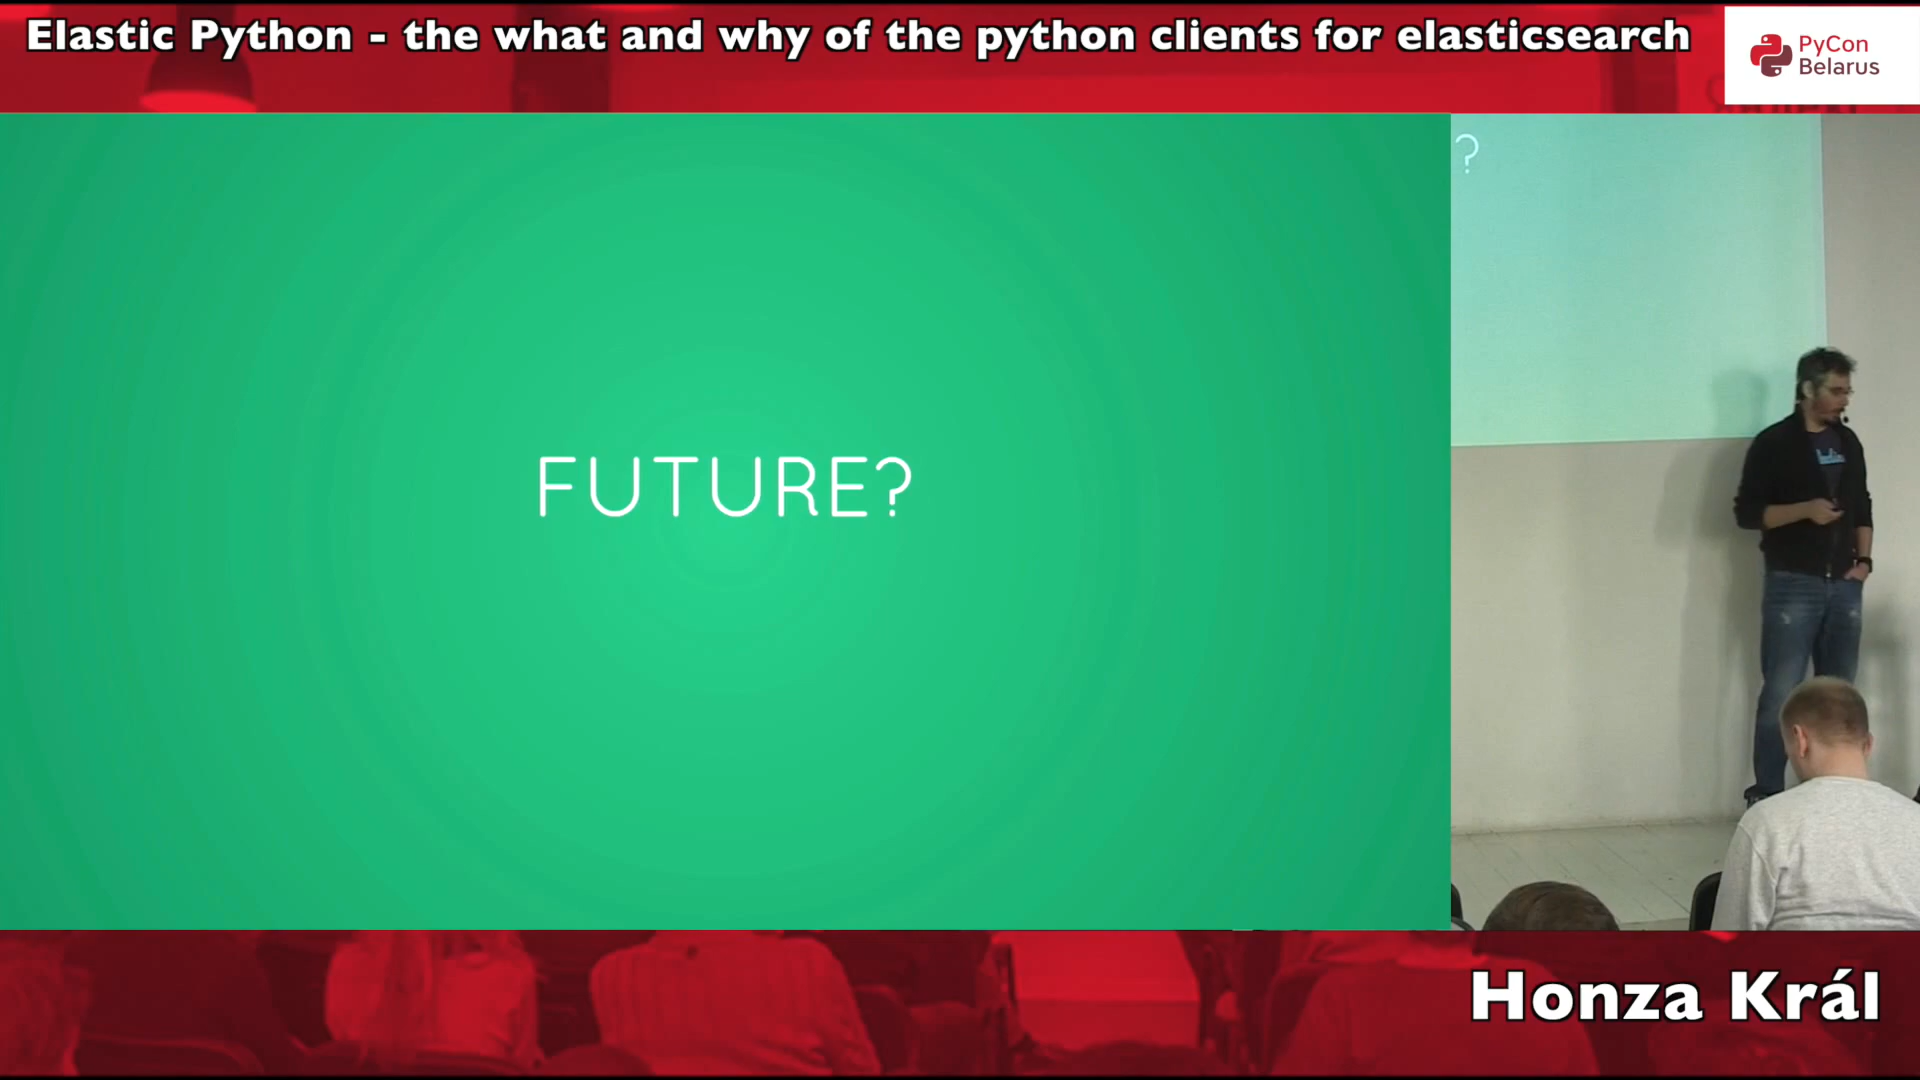 Elastic Python - the what and why of the python clients for elasticsearch
PyCon
Belarus
FUTURE?
?
Honza Král